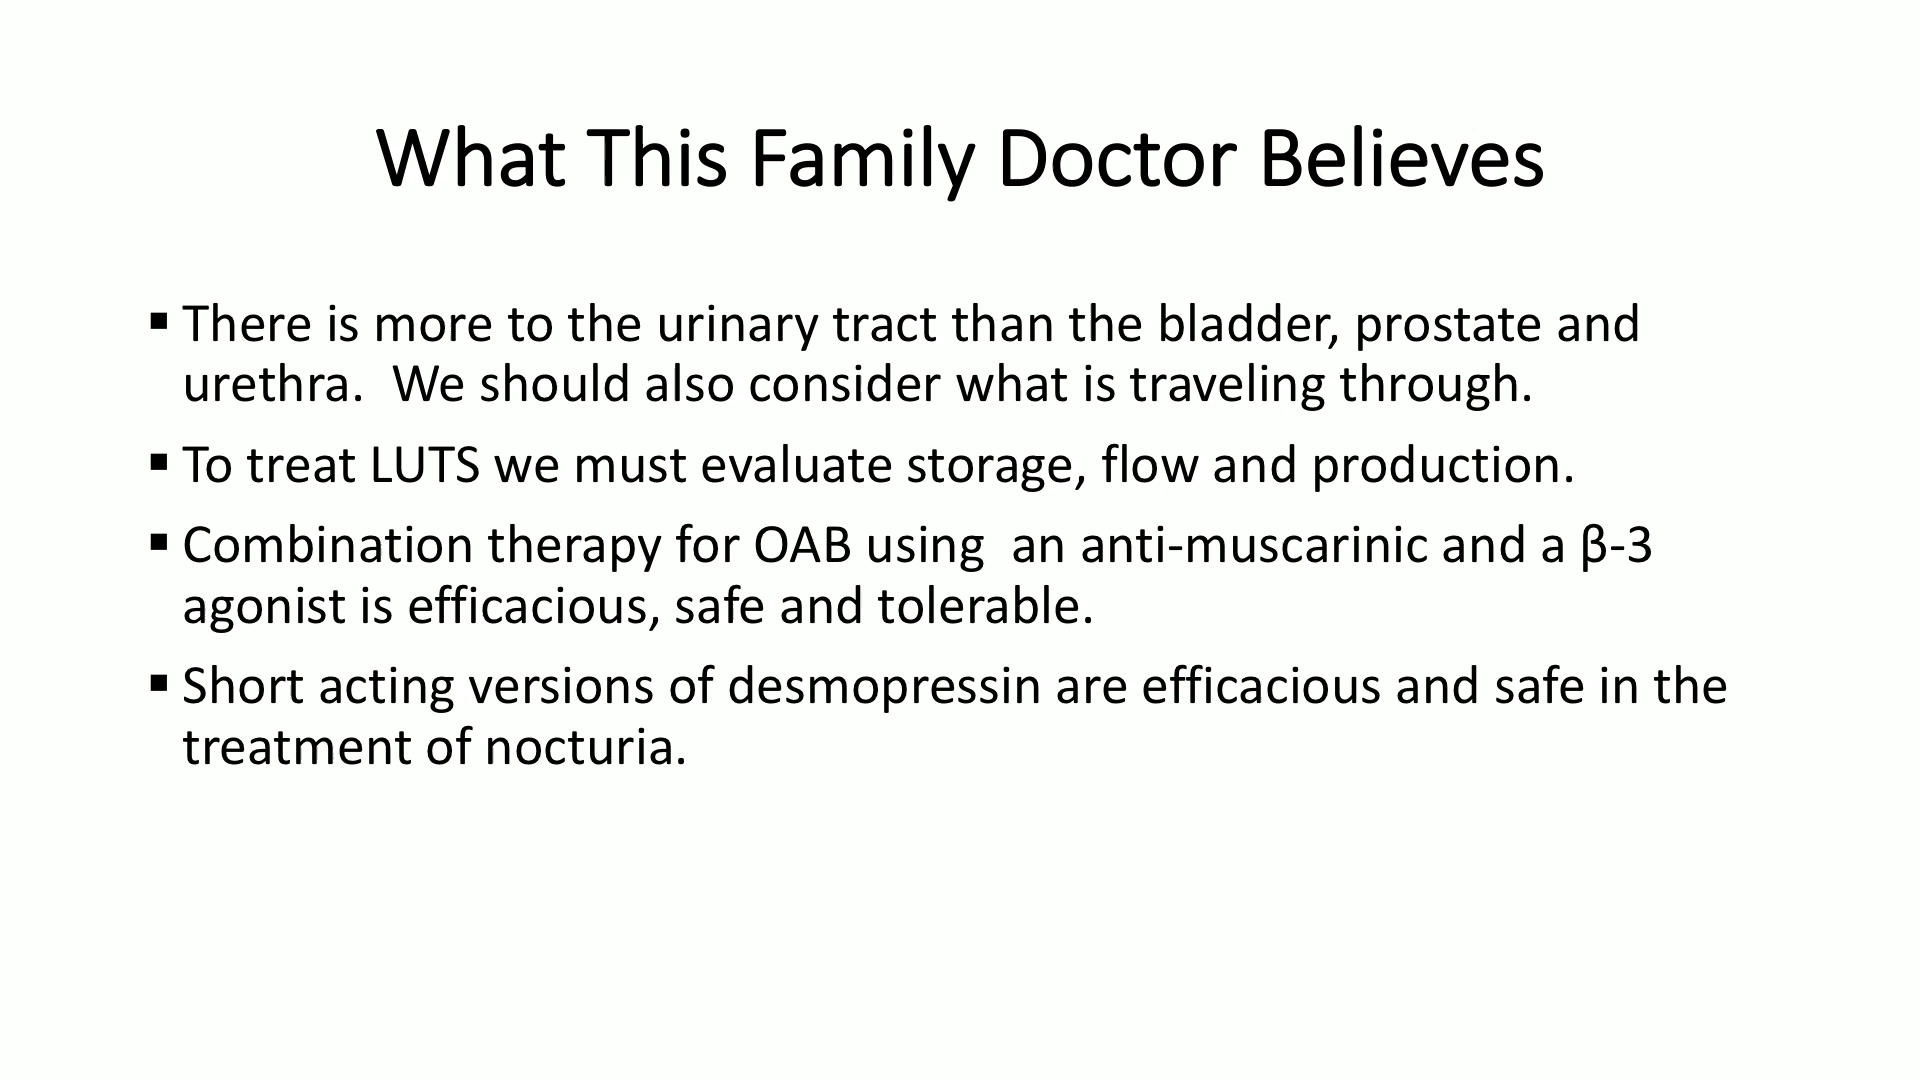 What This Family Doctor Believes
▪ There is more to the urinary tract than the bladder, prostate and
urethra.  We should also consider what is traveling through.
▪ To treat LUTS we must evaluate storage, flow and production.
▪ Combination therapy for OAB using  an anti-muscarinic and a β-3
agonist is efficacious, safe and tolerable.
▪ Short acting versions of desmopressin are efficacious and safe in the
treatment of nocturia.